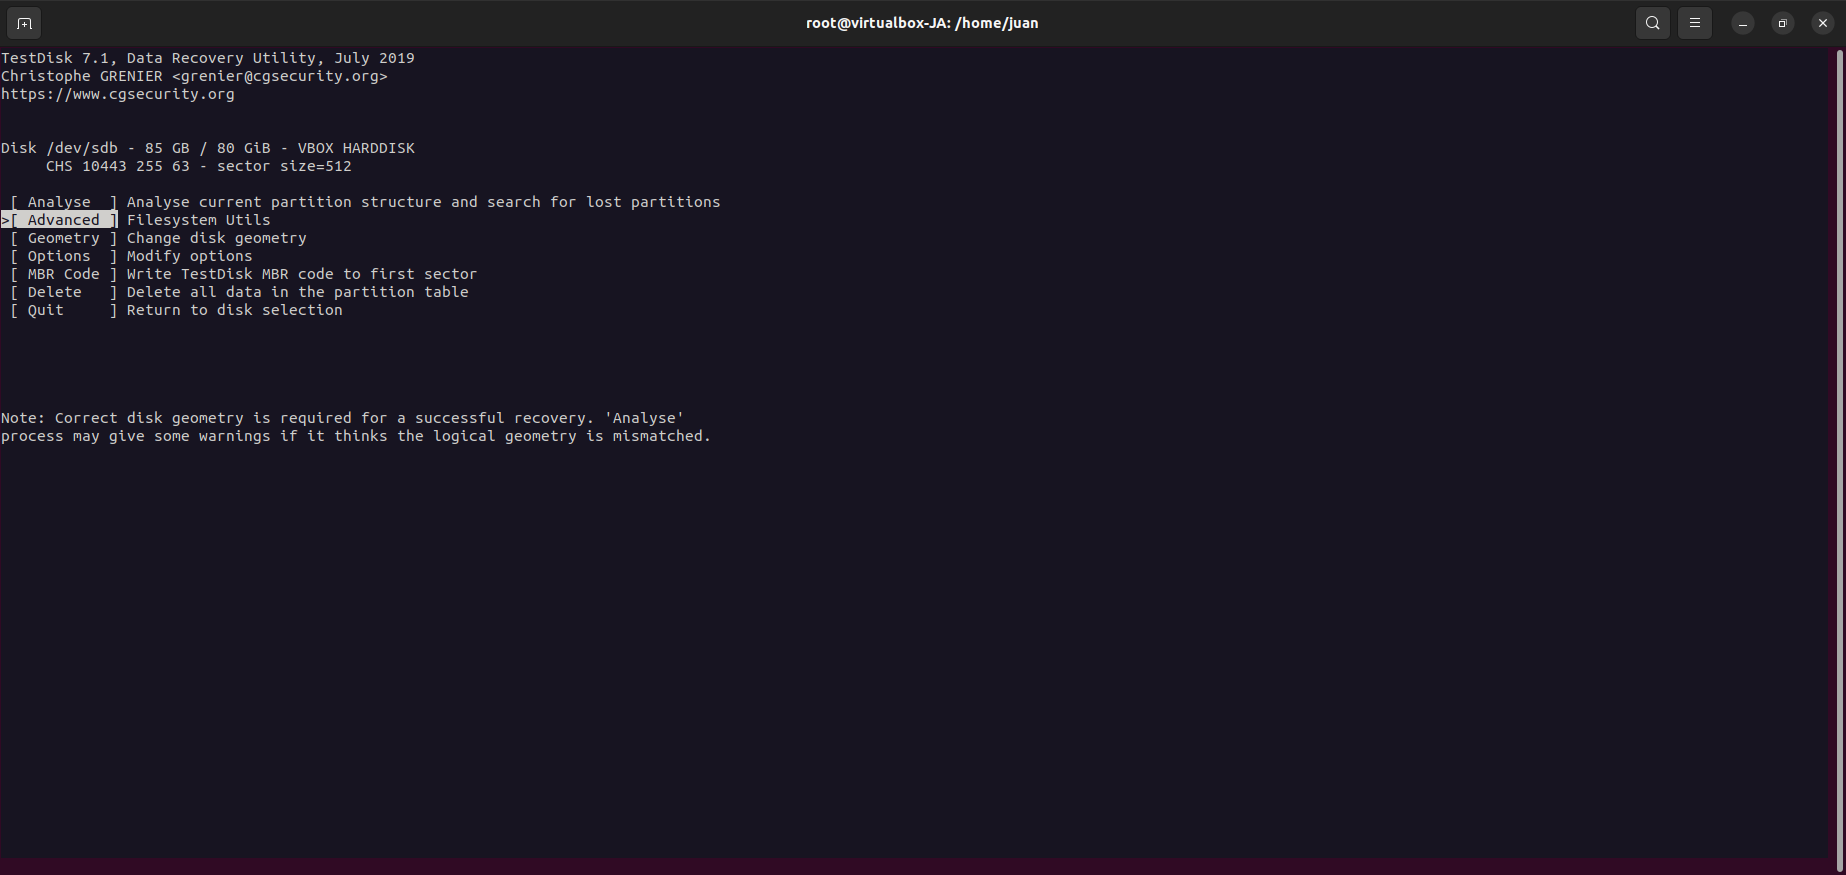 root@virtualbox-JA: /home/juan
TestDisk 7.1, Data Recovery Utility, July 2019
Christophe GRENIER <grenier@cgsecurity.org>
https://www.cgsecurity.org
Disk /dev/sdb - 85 GB / 80 GiB - VBOX HARDDISK
     CHS 10443 255 63 - sector size=512
 [ Analyse  ] Analyse current partition structure and search for lost partitions
>[ Advanced ] Filesystem Utils
 [ Geometry ] Change disk geometry
 [ Options  ] Modify options
 [ MBR Code ] Write TestDisk MBR code to first sector
 [ Delete   ] Delete all data in the partition table
 [ Quit     ] Return to disk selection
Note: Correct disk geometry is required for a successful recovery. 'Analyse'
process may give some warnings if it thinks the logical geometry is mismatched.